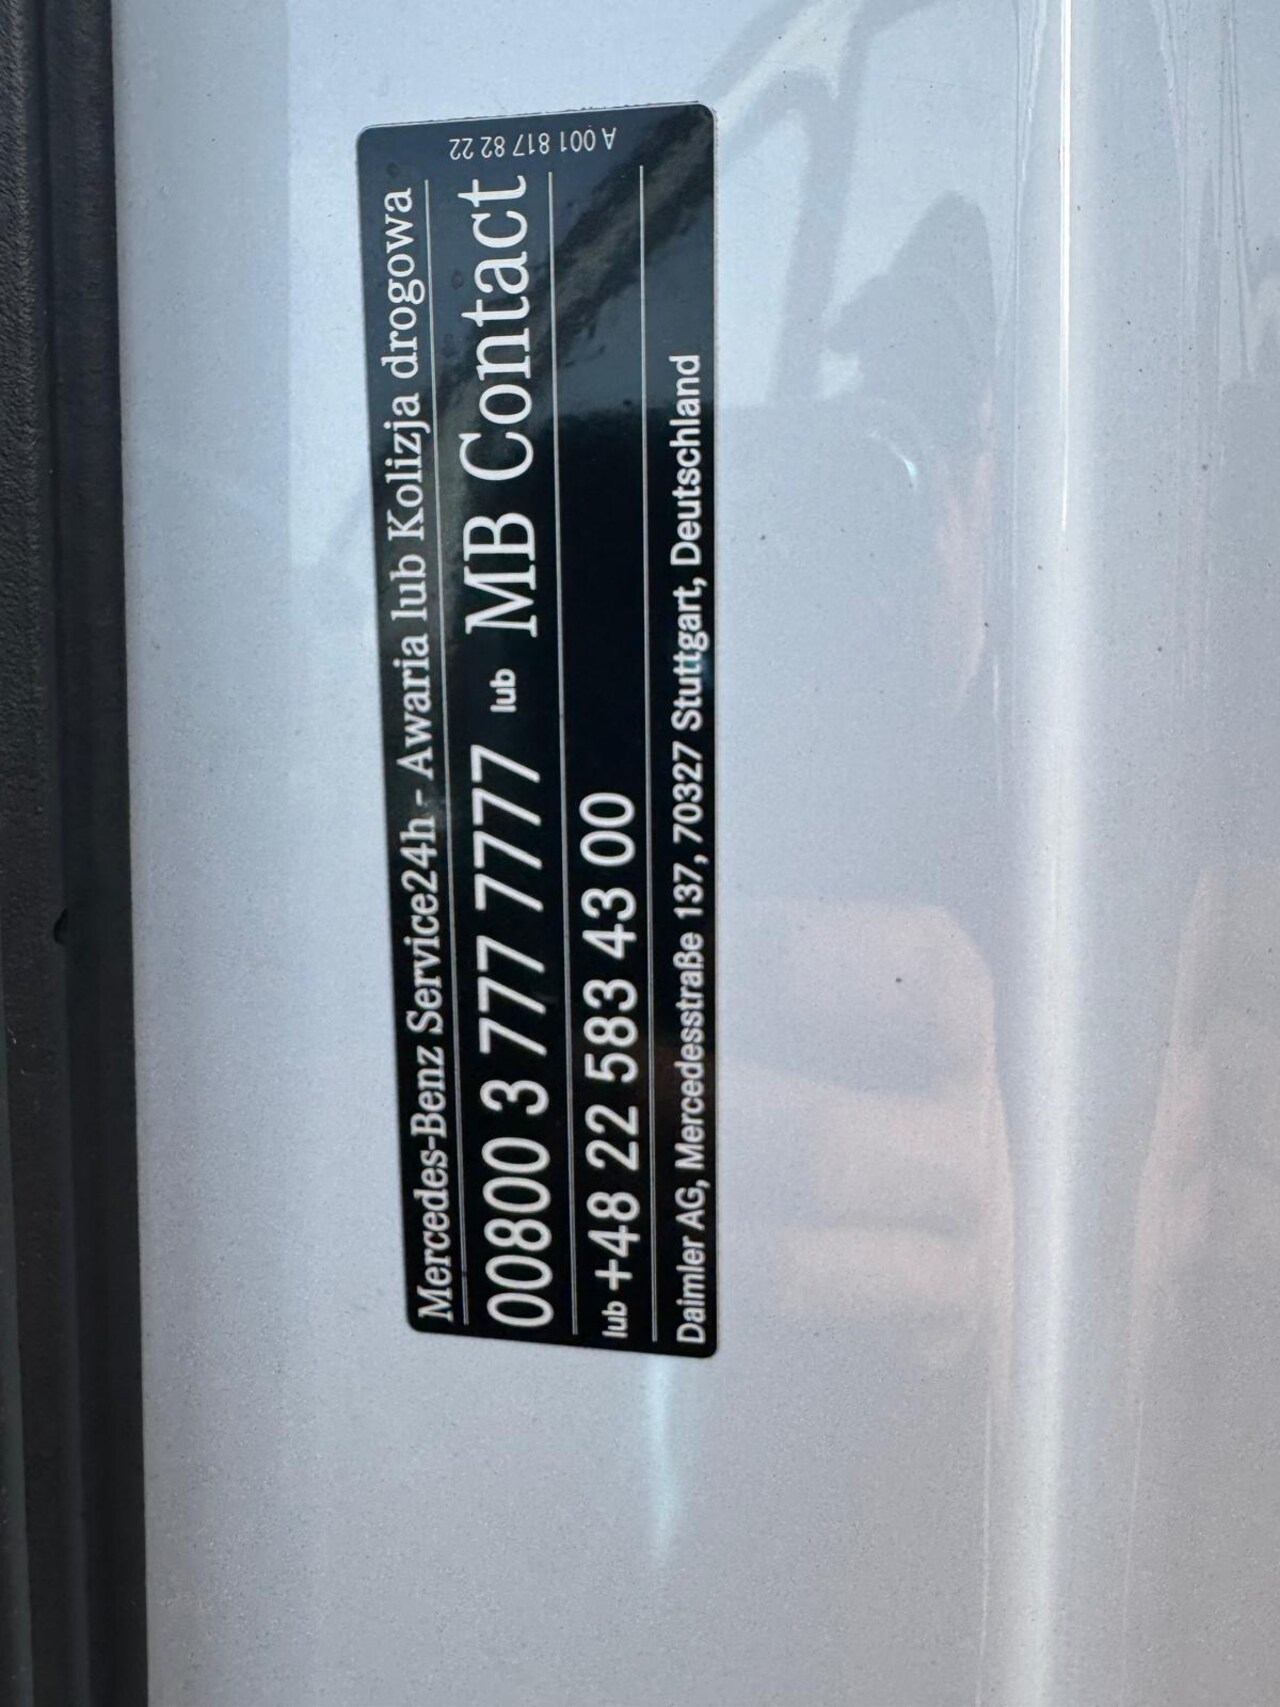 Mercedes-Benz Service24h - Awaria lub Kolizja drogowa
00800 3 777 7777 lub MB Contact
lub +48 22 583 43 00
Daimler AG, Mercedesstraße 137, 70327 Stuttgart, Deutschland
A 001 817 82 22